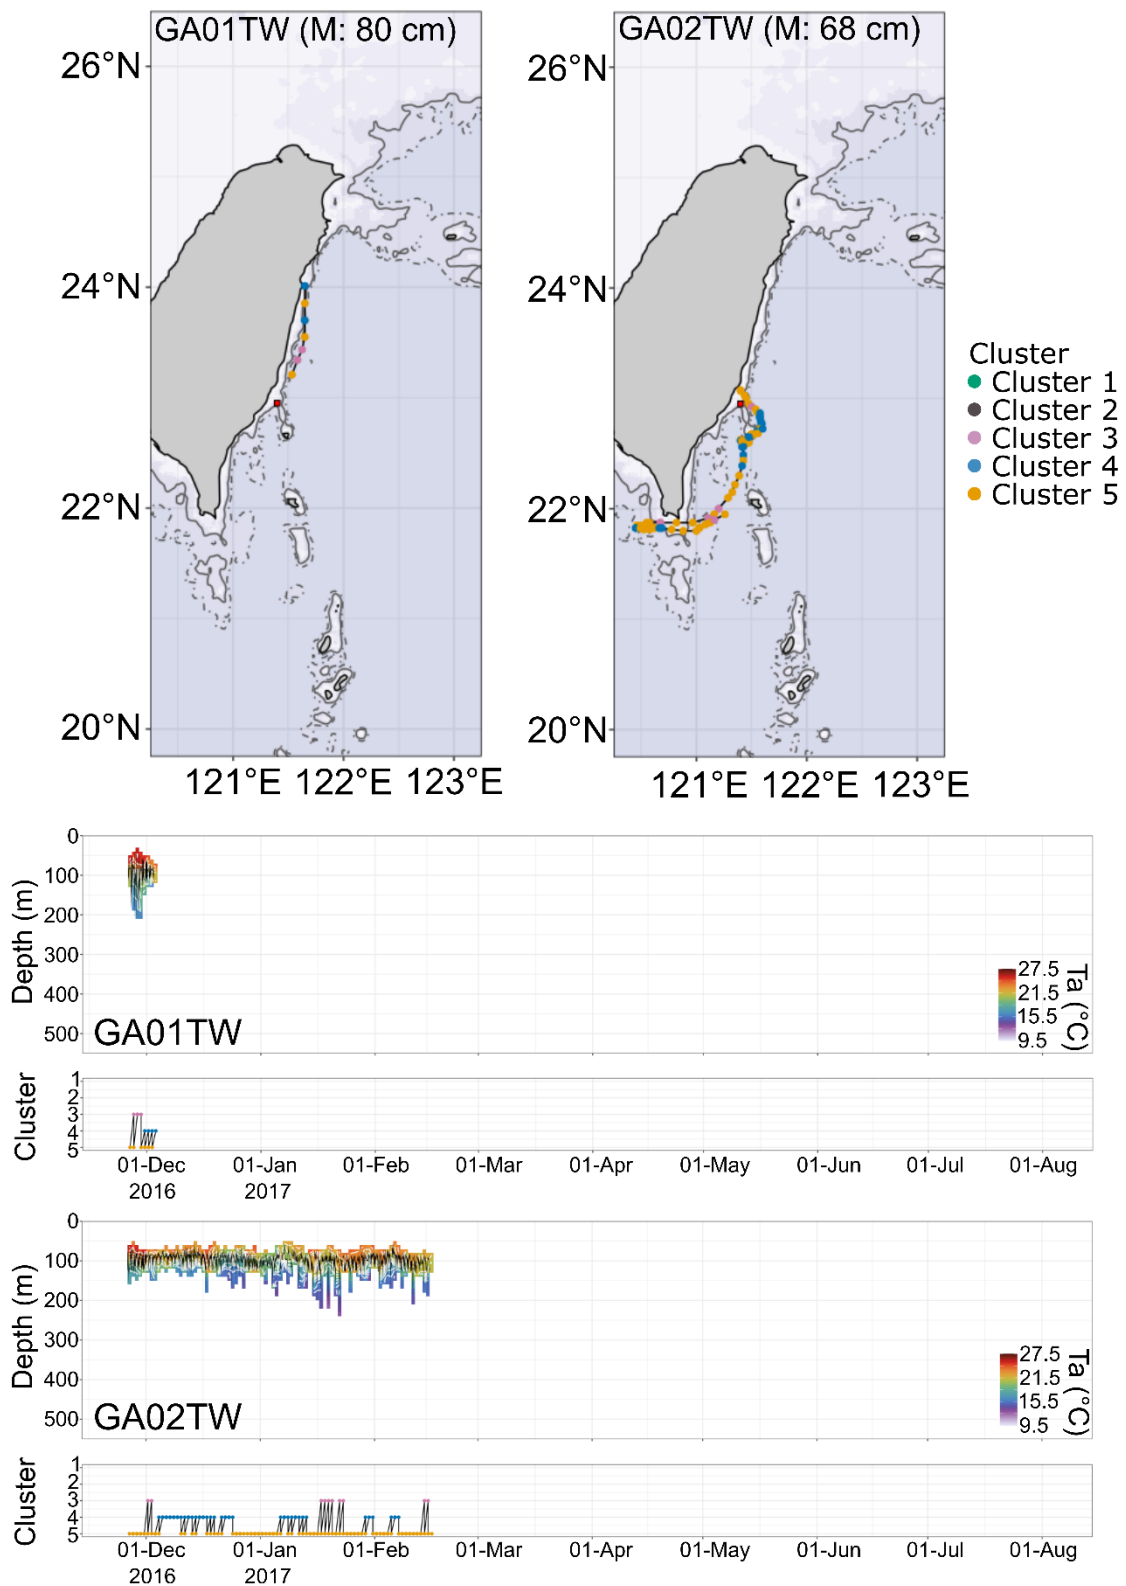 GA01TW (M: 80 cm)
GA02TW (M: 68 cm)
26°N
24°N
22°N
20°N
26°N
24°N
22°N
20°N
121°E 122°E 123°E
121°E 122°E 123°E
Cluster
Cluster 1
Cluster 2
Cluster 3
Cluster 4
Cluster 5
Depth (m)
0
100
200
300
400
500
GA01TW
27.5
21.5
15.5
9.5
Ta (°C)
Cluster
1
2
3
4
5
01-Dec 01-Jan 01-Feb 01-Mar 01-Apr 01-May 01-Jun 01-Jul 01-Aug
2016 2017
Depth (m)
0
100
200
300
400
500
GA02TW
27.5
21.5
15.5
9.5
Ta (°C)
Cluster
1
2
3
4
5
01-Dec 01-Jan 01-Feb 01-Mar 01-Apr 01-May 01-Jun 01-Jul 01-Aug
2016 2017